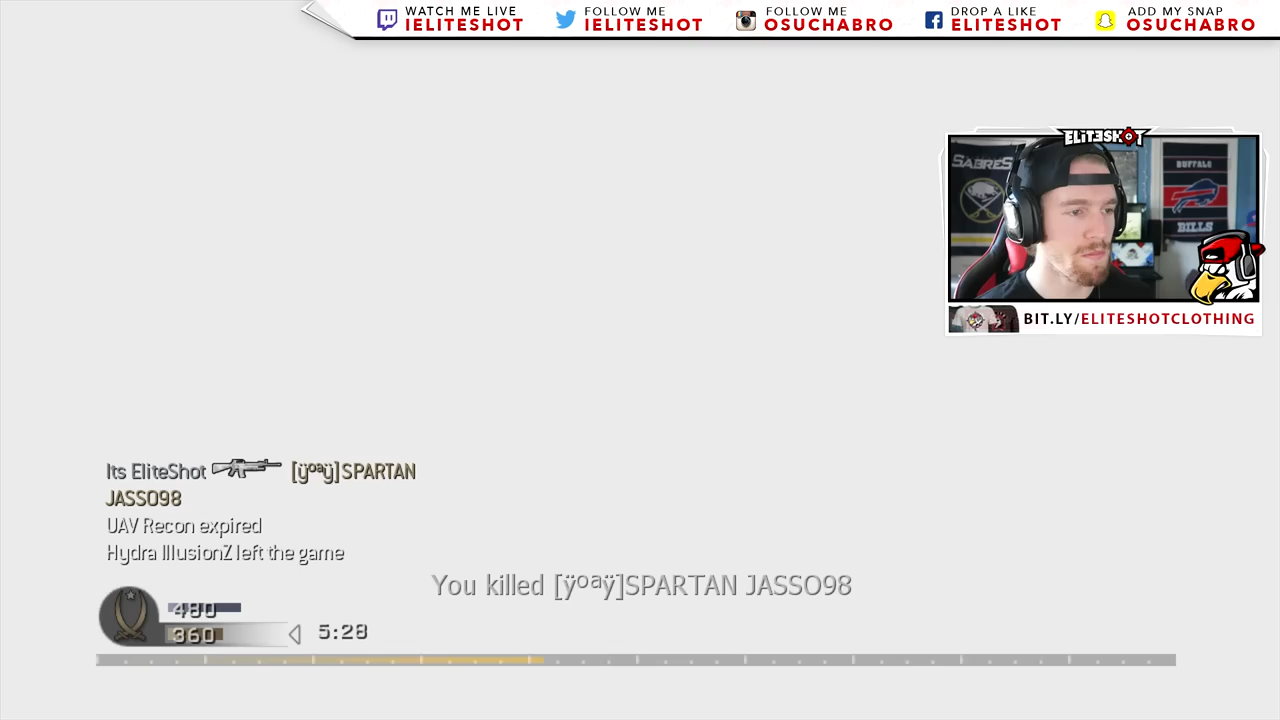 WATCH ME LIVE
IELITESHOT
FOLLOW ME
IELITESHOT
FOLLOW ME
OSUCHABRO
DROP A LIKE
ELITESHOT
ADD MY SNAP
OSUCHABRO
ELITESHOT
SABRES
BUFFALO
BILLS
BIT.LY/ELITESHOTCLOTHING
Its EliteShot [ÿºªÿ]SPARTAN
JASSO98
UAV Recon expired
Hydra IllusionZ left the game
You killed [ÿºªÿ]SPARTAN JASSO98
480
360
5:28